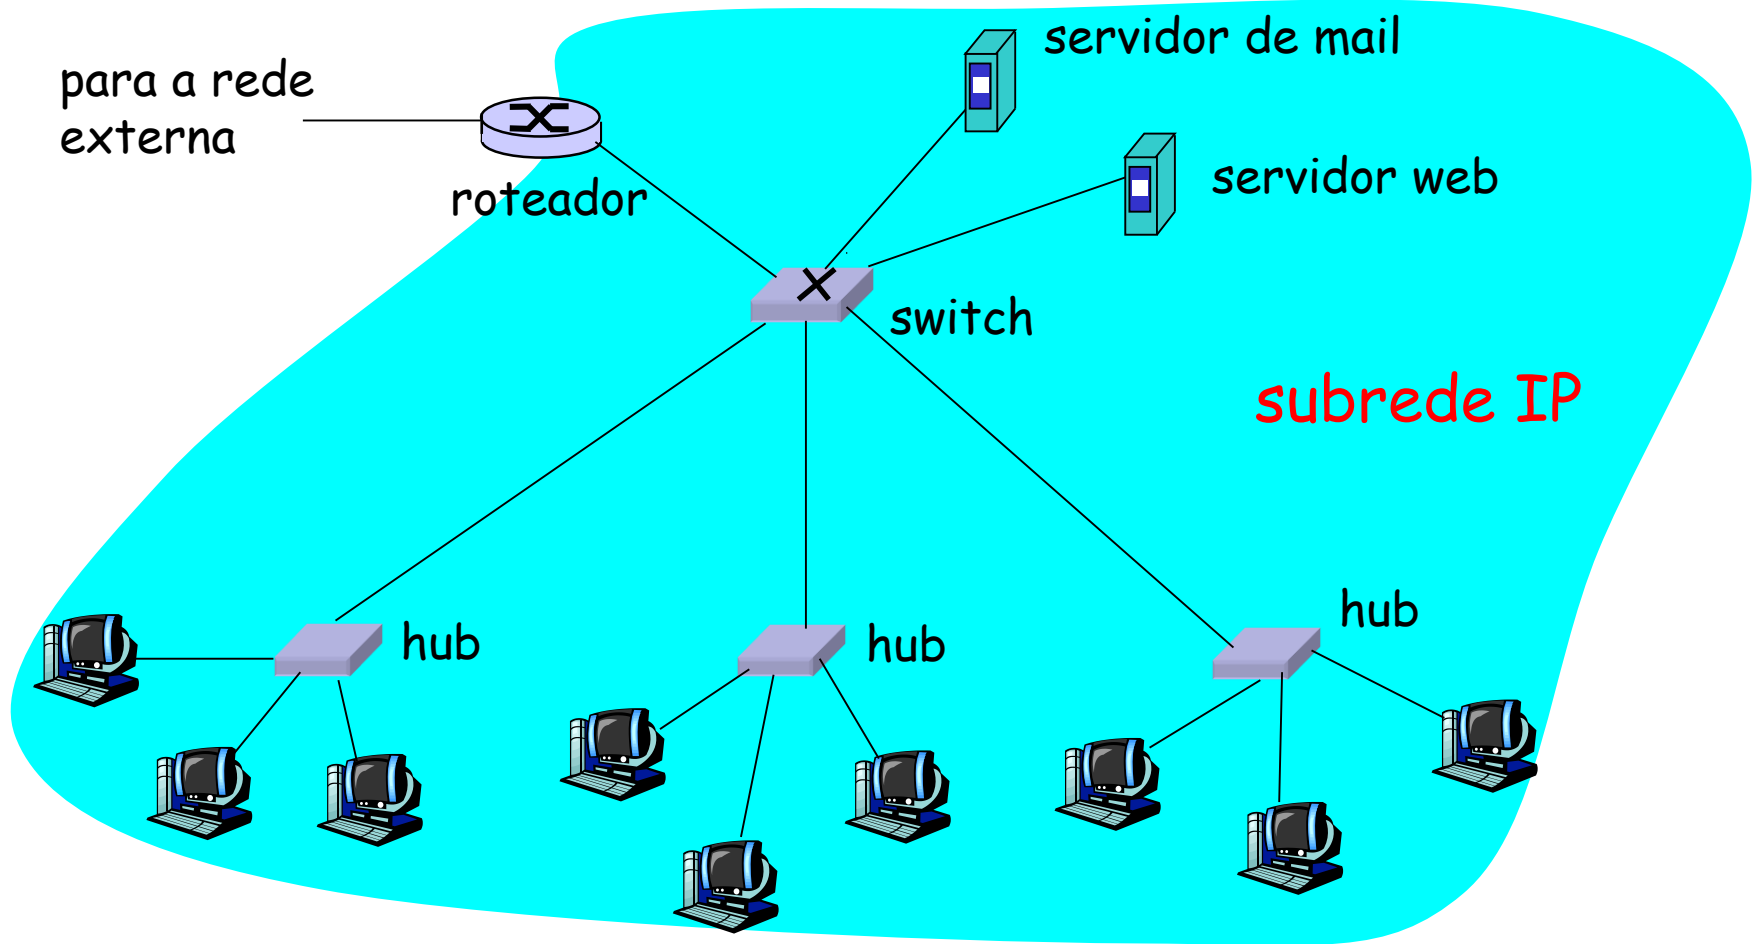 servidor de mail
para a rede
externa
servidor web
roteador
switch
subrede IP
hub
hub
hub